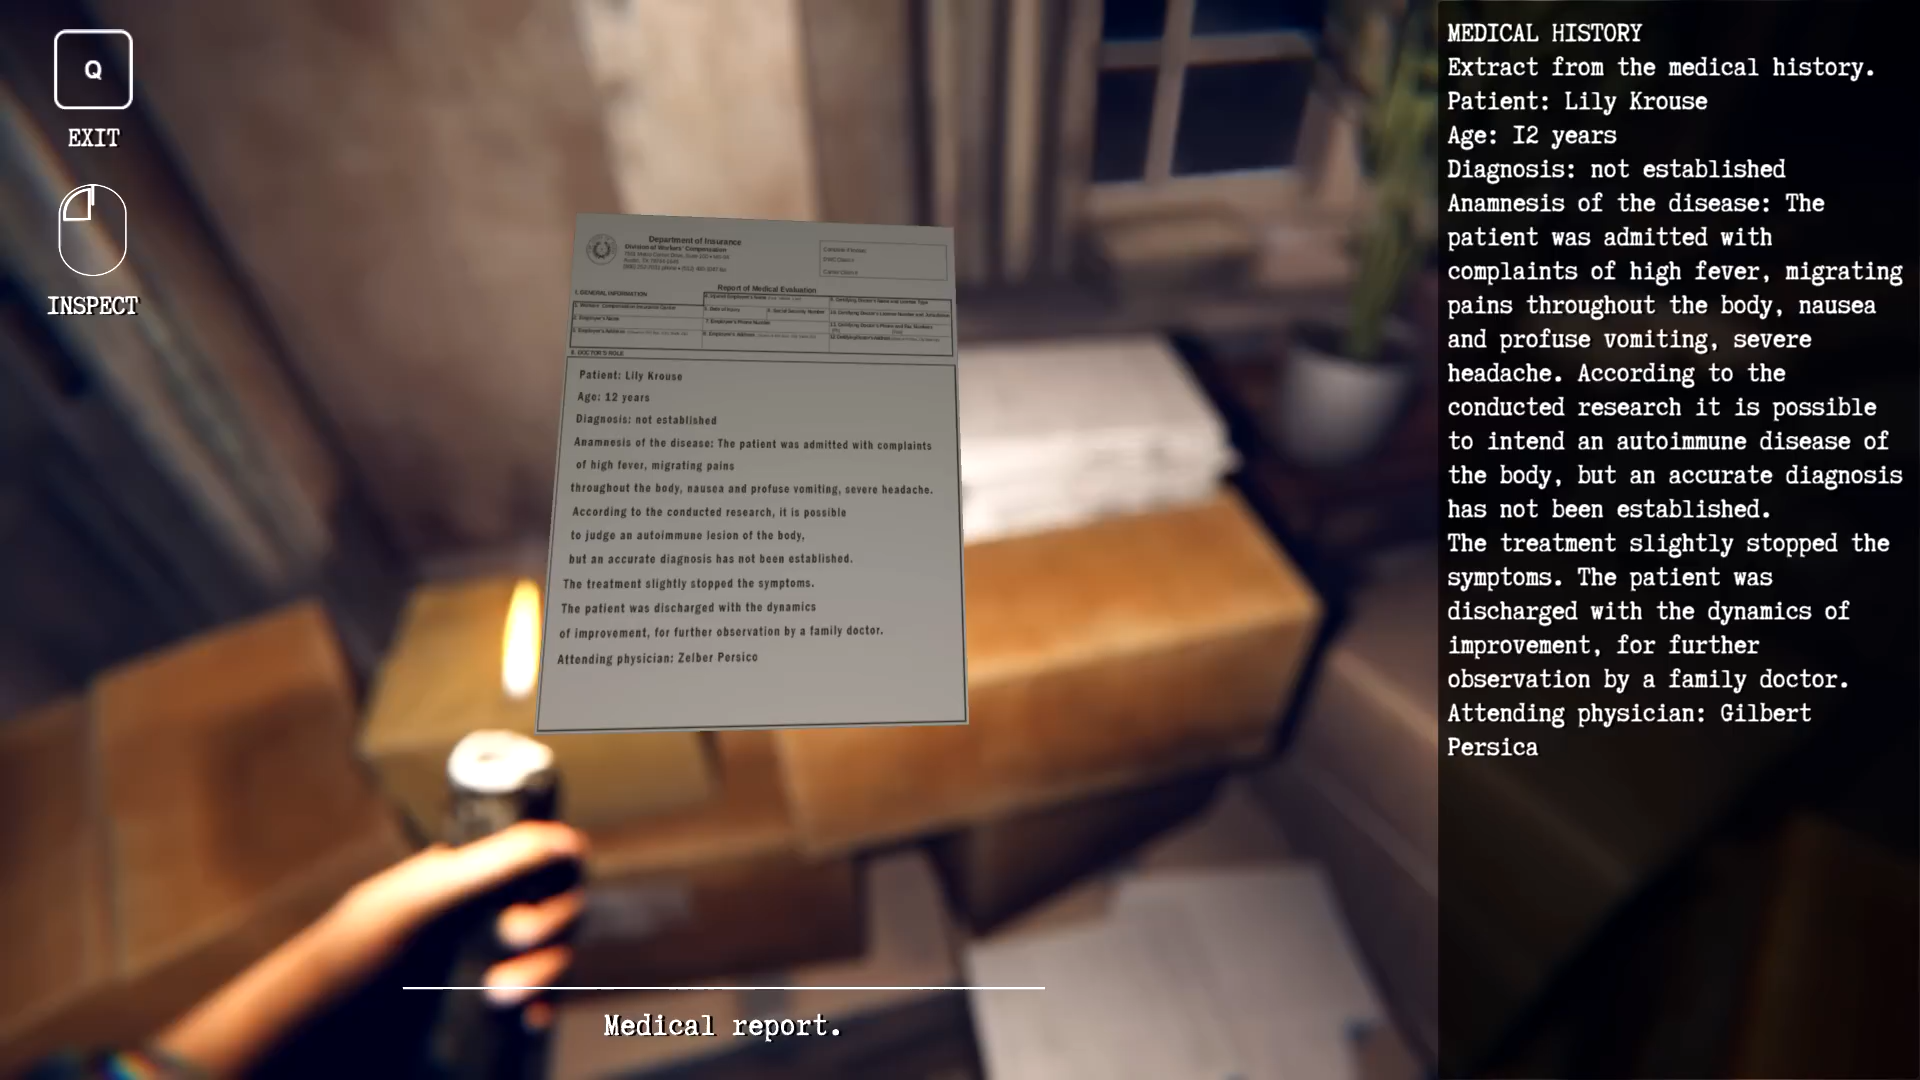 Q
EXIT
INSPECT
Department of Insurance
Division of Workers' Compensation
Report of Medical Evaluation
I. GENERAL INFORMATION
II. DOCTOR'S ROLE
Patient: Lily Krouse
Age: 12 years
Diagnosis: not established
Anamnesis of the disease: The patient was admitted with complaints
of high fever, migrating pains
throughout the body, nausea and profuse vomiting, severe headache.
According to the conducted research, it is possible
to judge an autoimmune lesion of the body,
but an accurate diagnosis has not been established.
The treatment slightly stopped the symptoms.
The patient was discharged with the dynamics
of improvement, for further observation by a family doctor.
Attending physician: Zelber Persico
Medical report.
MEDICAL HISTORY
Extract from the medical history.
Patient: Lily Krouse
Age: I2 years
Diagnosis: not established
Anamnesis of the disease: The
patient was admitted with
complaints of high fever, migrating
pains throughout the body, nausea
and profuse vomiting, severe
headache. According to the
conducted research it is possible
to intend an autoimmune disease of
the body, but an accurate diagnosis
has not been established.
The treatment slightly stopped the
symptoms. The patient was
discharged with the dynamics of
improvement, for further
observation by a family doctor.
Attending physician: Gilbert
Persica